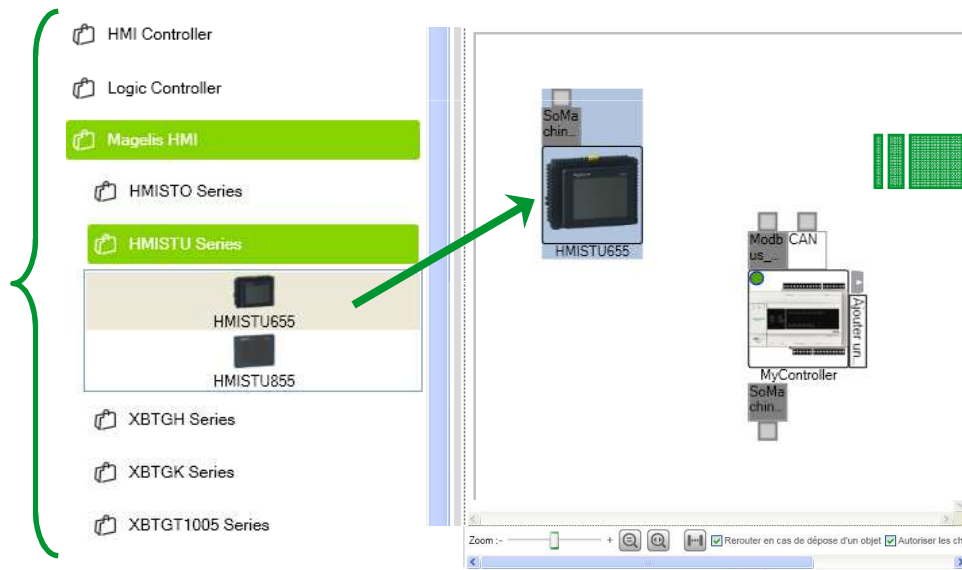 HMI Controller
Logic Controller
Magelis HMI
HMISTO Series
HMISTU Series
HMISTU655
HMISTU855
XBTGH Series
XBTGK Series
XBTGT1005 Series
SoMa
chin...
HMISTU655
Modb
us_...
CAN
Ajouter un...
MyController
SoMa
chin...
Zoom : - +
Rerouter en cas de dépose d'un objet
Autoriser les ch